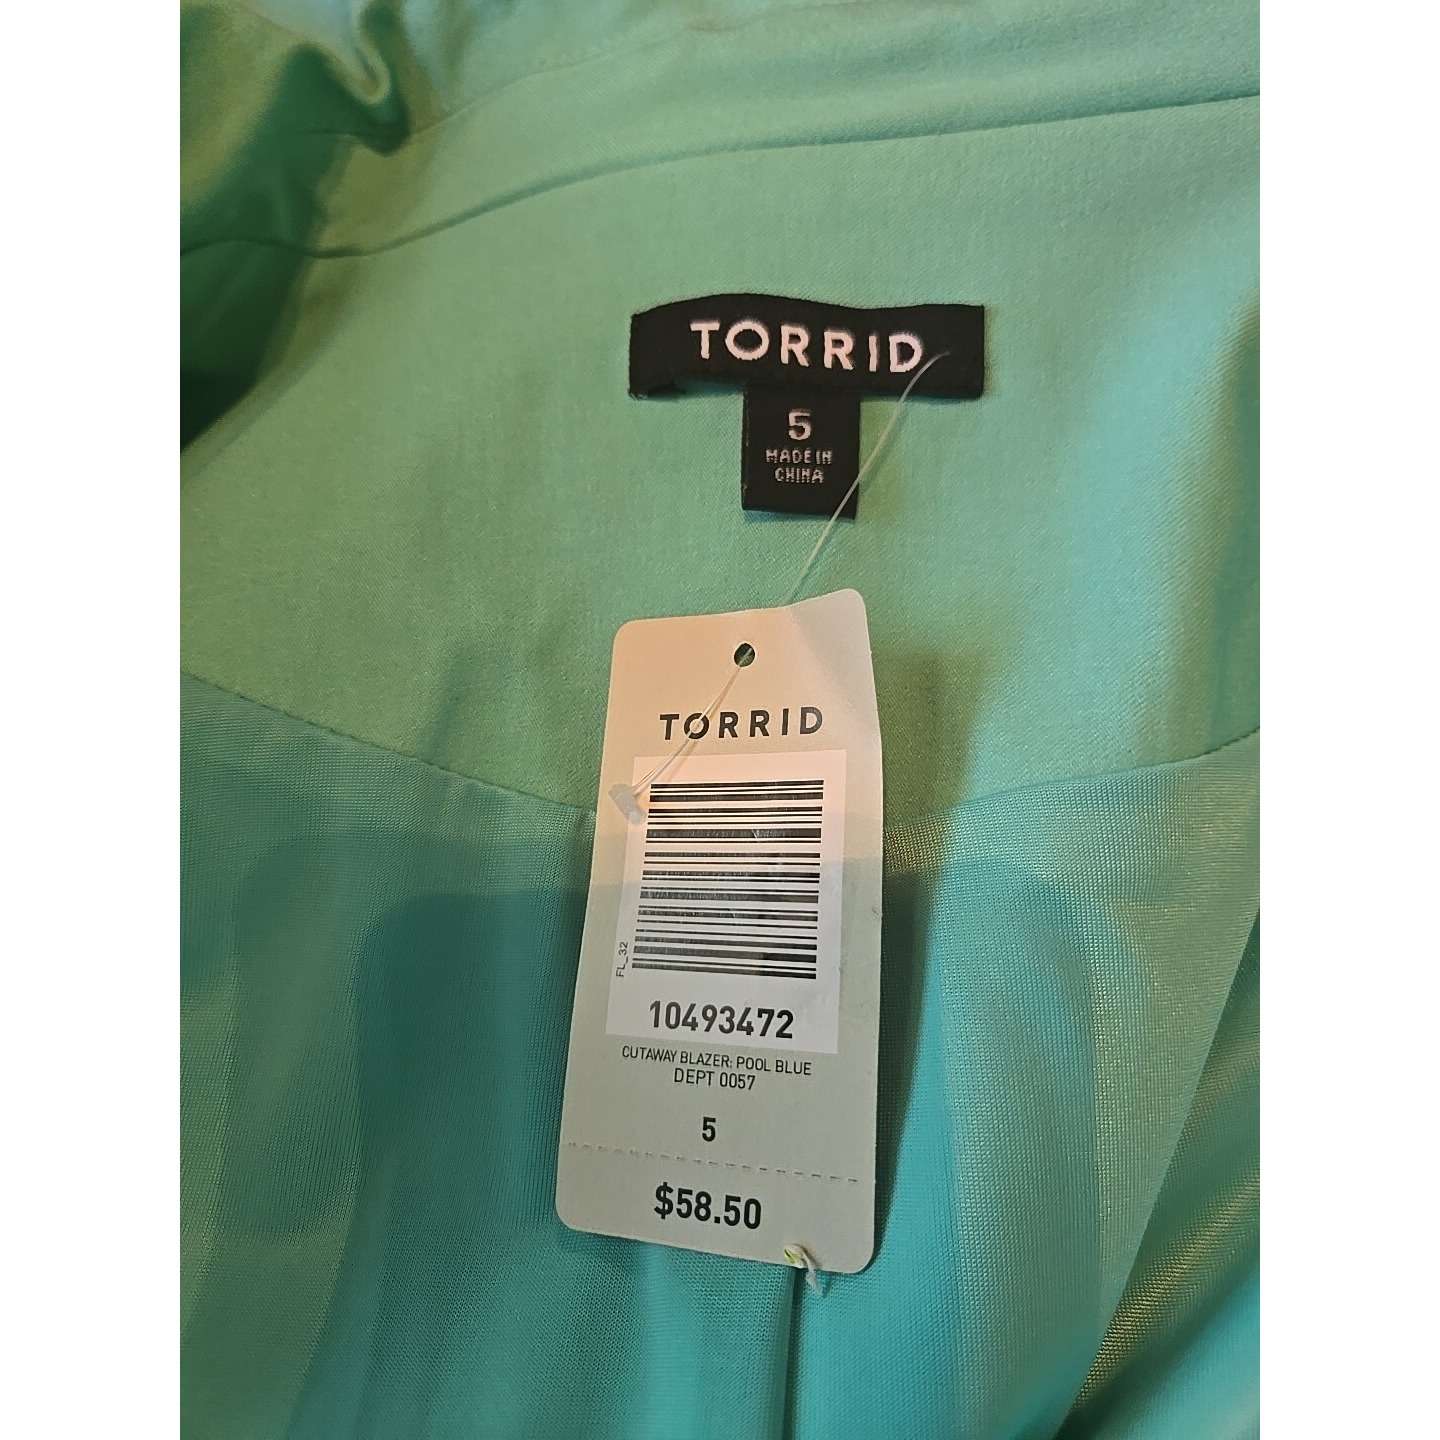 TORRID
5
MADE IN
CHINA
TORRID
FL_32
10493472
CUTAWAY BLAZER: POOL BLUE
DEPT 0057
5
$58.50